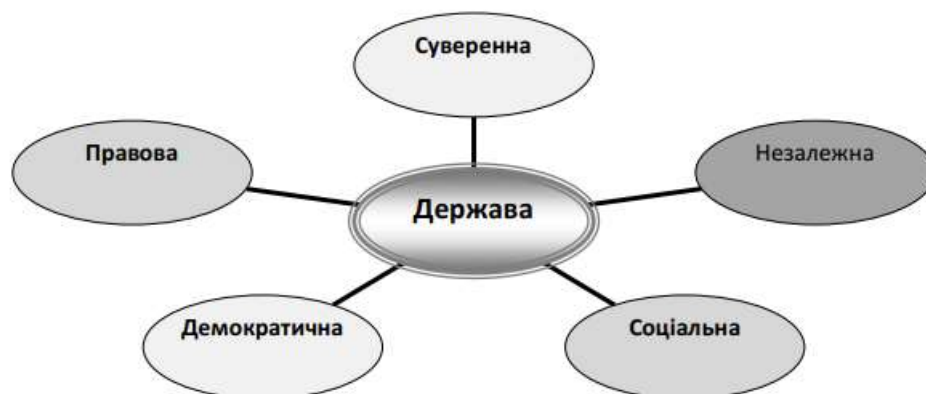 Суверенна
Правова
Незалежна
Держава
Демократична
Соціальна